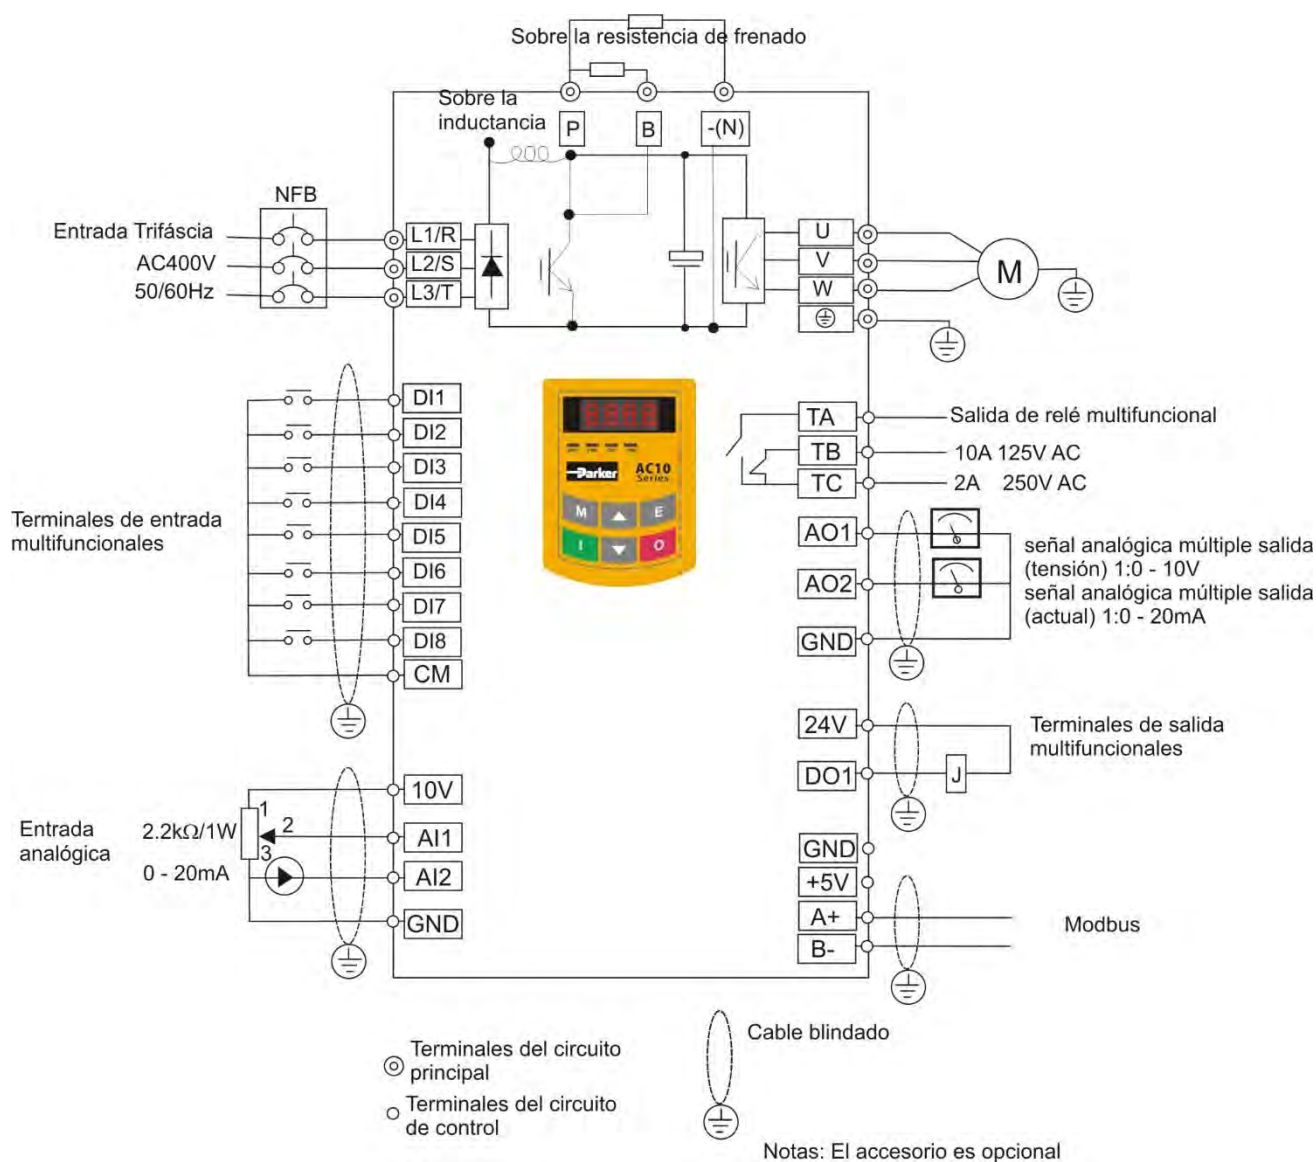 Sobre la resistencia de frenado
Sobre la
inductancia
P
B
-(N)
NFB
Entrada Trifáscia
AC400V
50/60Hz
L1/R
L2/S
L3/T
U
V
W
M
DI1
DI2
DI3
DI4
DI5
DI6
DI7
DI8
CM
Terminales de entrada
multifuncionales
8888
Parker
AC10
Series
M
E
I
O
TA
TB
TC
Salida de relé multifuncional
10A 125V AC
2A 250V AC
AO1
AO2
GND
señal analógica múltiple salida
(tensión) 1:0 - 10V
señal analógica múltiple salida
(actual) 1:0 - 20mA
24V
DO1
J
Terminales de salida
multifuncionales
10V
AI1
AI2
GND
1
2
3
2.2kΩ/1W
0 - 20mA
Entrada
analógica
GND
+5V
A+
B-
Modbus
Terminales del circuito
principal
Terminales del circuito
de control
Cable blindado
Notas: El accesorio es opcional